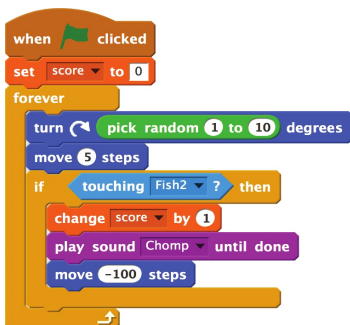 when clicked
set score to 0
forever
turn pick random 1 to 10 degrees
move 5 steps
if touching Fish2 ? then
change score by 1
play sound Chomp until done
move -100 steps